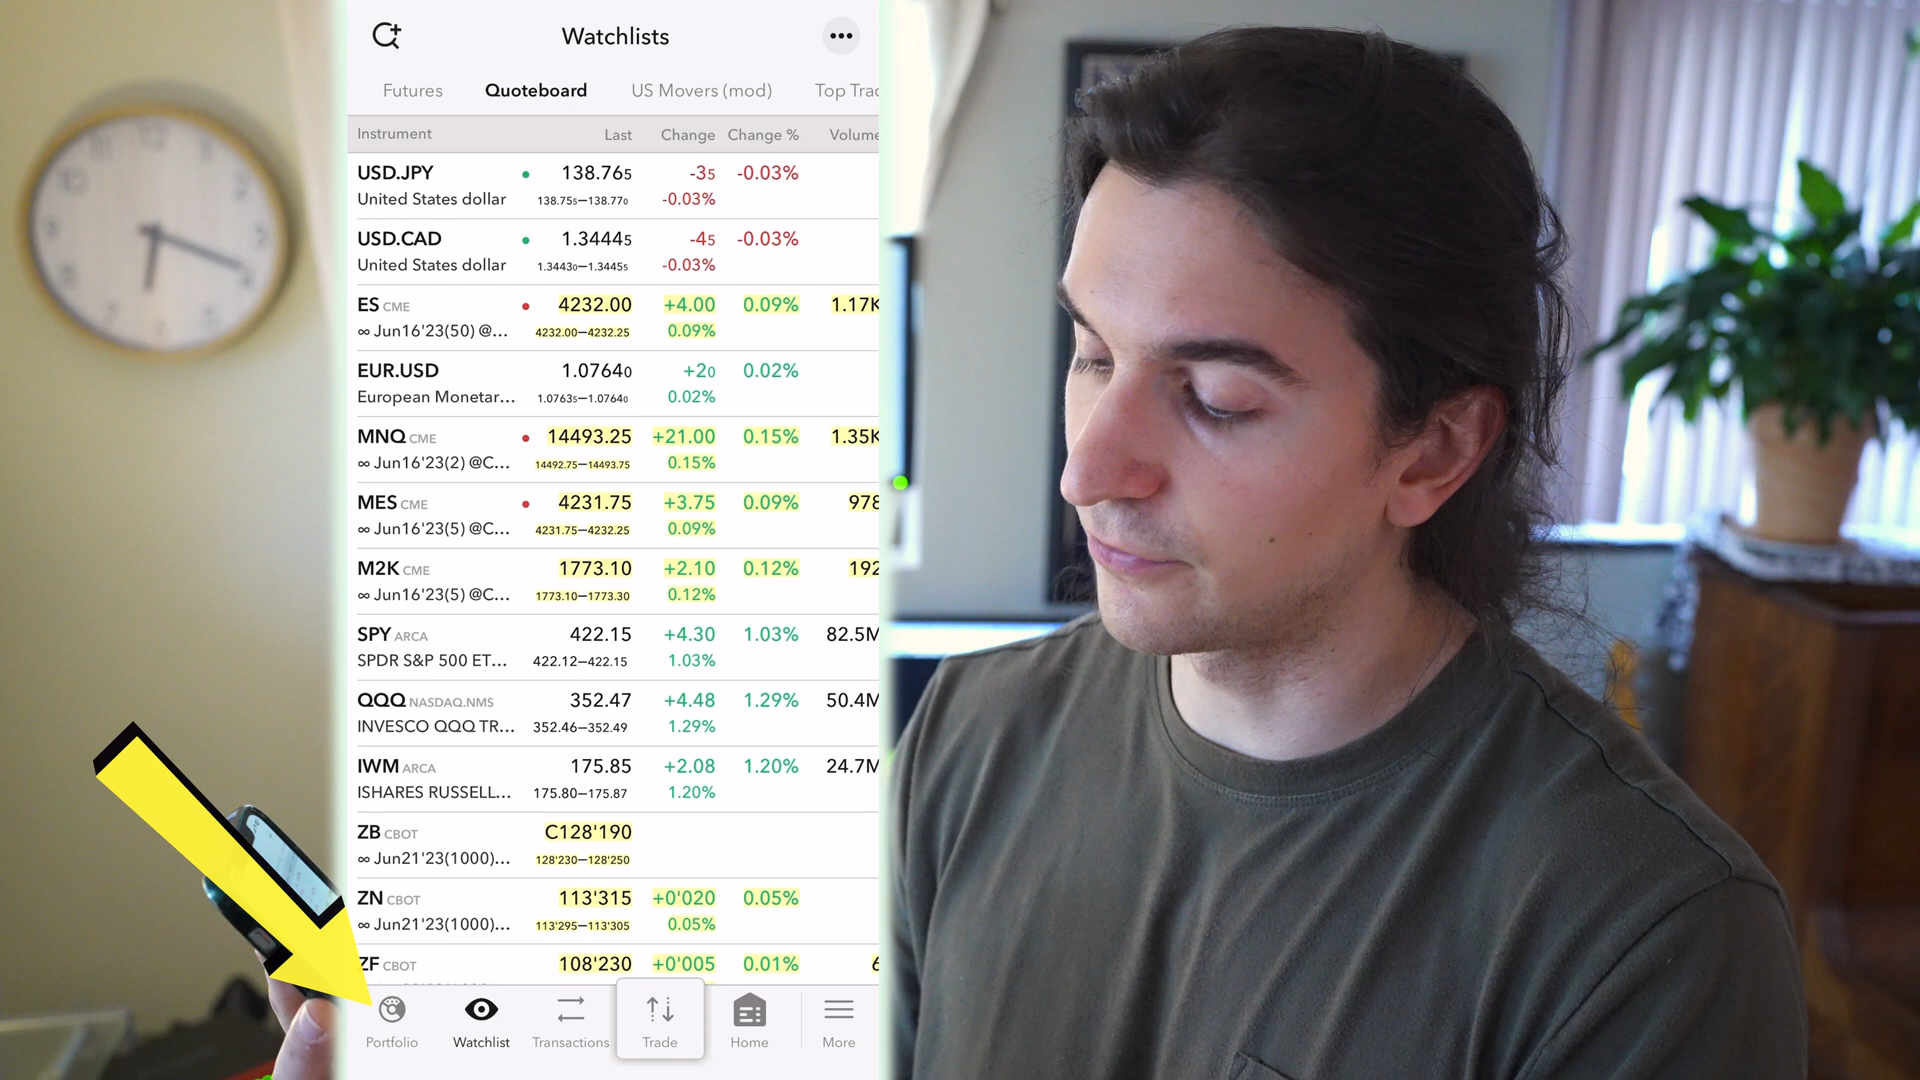 Watchlists
Futures Quoteboard US Movers (mod) Top Trad
Instrument Last Change Change % Volume
USD.JPY 138.765 -35 -0.03%
United States dollar 138.755–138.770 -0.03%
USD.CAD 1.34445 -45 -0.03%
United States dollar 1.34430–1.34455 -0.03%
ES CME 4232.00 +4.00 0.09% 1.17K
∞ Jun16'23(50) @... 4232.00–4232.25 0.09%
EUR.USD 1.07640 +20 0.02%
European Monetar... 1.07635–1.07640 0.02%
MNQ CME 14493.25 +21.00 0.15% 1.35K
∞ Jun16'23(2) @C... 14492.75–14493.75 0.15%
MES CME 4231.75 +3.75 0.09% 978
∞ Jun16'23(5) @C... 4231.75–4232.25 0.09%
M2K CME 1773.10 +2.10 0.12% 192
∞ Jun16'23(5) @C... 1773.10–1773.30 0.12%
SPY ARCA 422.15 +4.30 1.03% 82.5M
SPDR S&P 500 ET... 422.12–422.15 1.03%
QQQ NASDAQ.NMS 352.47 +4.48 1.29% 50.4M
INVESCO QQQ TR... 352.46–352.49 1.29%
IWM ARCA 175.85 +2.08 1.20% 24.7M
ISHARES RUSSELL... 175.80–175.87 1.20%
ZB CBOT C128'190
∞ Jun21'23(1000)... 128'230–128'250
ZN CBOT 113'315 +0'020 0.05%
∞ Jun21'23(1000)... 113'295–113'305 0.05%
ZF CBOT 108'230 +0'005 0.01% 6
Portfolio Watchlist Transactions Trade Home More